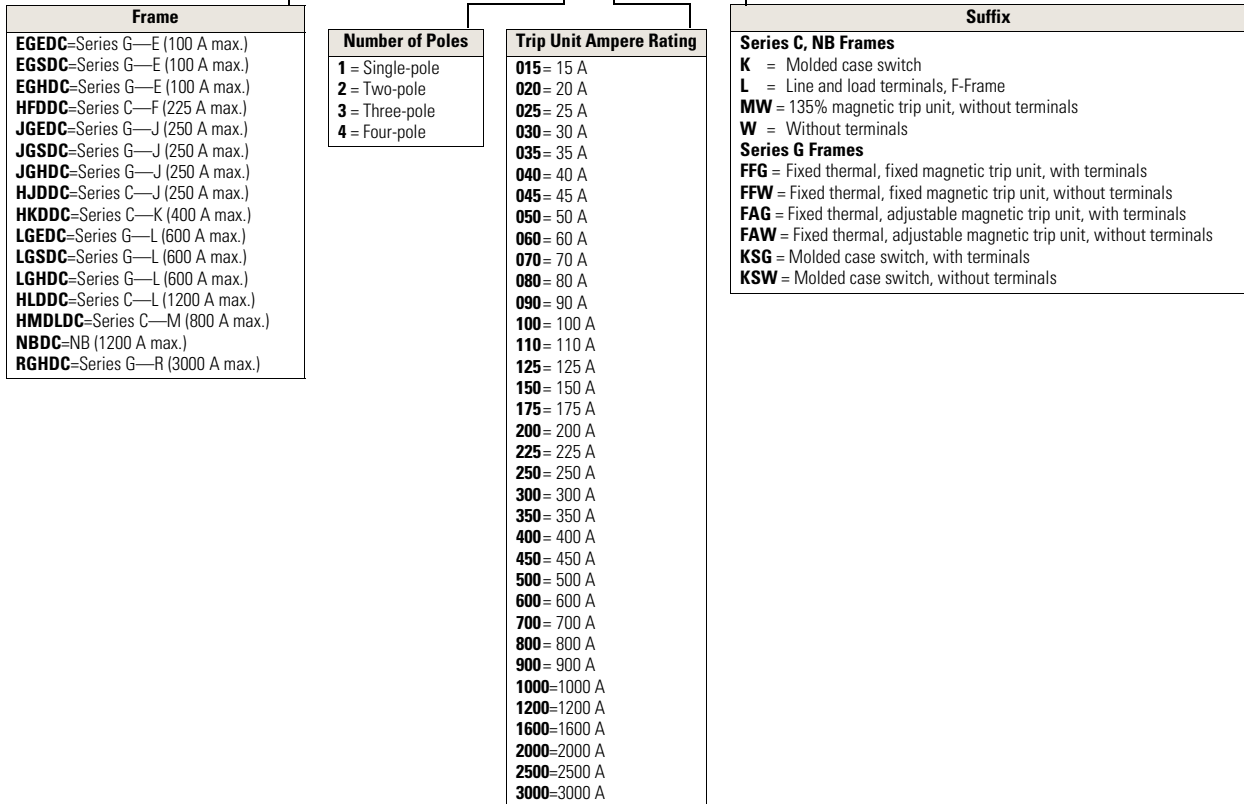 Frame
EGEDC=Series G—E (100 A max.)
EGSDC=Series G—E (100 A max.)
EGHDC=Series G—E (100 A max.)
HFDDC=Series C—F (225 A max.)
JGEDC=Series G—J (250 A max.)
JGSDC=Series G—J (250 A max.)
JGHDC=Series G—J (250 A max.)
HJDDC=Series C—J (250 A max.)
HKDDC=Series C—K (400 A max.)
LGEDC=Series G—L (600 A max.)
LGSDC=Series G—L (600 A max.)
LGHDC=Series G—L (600 A max.)
HLDDC=Series C—L (1200 A max.)
HMDLDC=Series C—M (800 A max.)
NBDC=NB (1200 A max.)
RGHDC=Series G—R (3000 A max.)
Number of Poles
1 = Single-pole
2 = Two-pole
3 = Three-pole
4 = Four-pole
Trip Unit Ampere Rating
015 = 15 A
020 = 20 A
025 = 25 A
030 = 30 A
035 = 35 A
040 = 40 A
045 = 45 A
050 = 50 A
060 = 60 A
070 = 70 A
080 = 80 A
090 = 90 A
100 = 100 A
110 = 110 A
125 = 125 A
150 = 150 A
175 = 175 A
200 = 200 A
225 = 225 A
250 = 250 A
300 = 300 A
350 = 350 A
400 = 400 A
450 = 450 A
500 = 500 A
600 = 600 A
700 = 700 A
800 = 800 A
900 = 900 A
1000=1000 A
1200=1200 A
1600=1600 A
2000=2000 A
2500=2500 A
3000=3000 A
Suffix
Series C, NB Frames
K = Molded case switch
L = Line and load terminals, F-Frame
MW = 135% magnetic trip unit, without terminals
W = Without terminals
Series G Frames
FFG = Fixed thermal, fixed magnetic trip unit, with terminals
FFW = Fixed thermal, fixed magnetic trip unit, without terminals
FAG = Fixed thermal, adjustable magnetic trip unit, with terminals
FAW = Fixed thermal, adjustable magnetic trip unit, without terminals
KSG = Molded case switch, with terminals
KSW = Molded case switch, without terminals